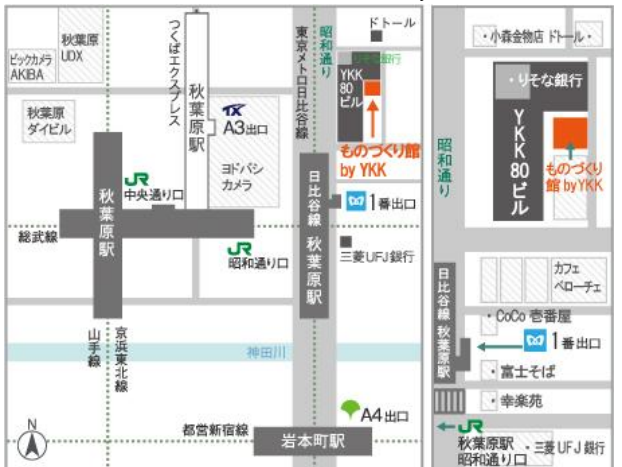 ビックカメラ
AKIBA
秋葉原
UDX
つくばエクスプレス
秋葉原駅
東京メトロ日比谷線
昭和通り
ドトール
りそな銀行
YKK
80
ビル
秋葉原
ダイビル
TX
A3出口
ヨドバシ
カメラ
ものづくり館
by YKK
JR
中央通り口
秋葉原駅
総武線
日比谷線 秋葉原駅
1番出口
JR
昭和通り口
三菱UFJ銀行
山手線
京浜東北線
神田川
A4出口
都営新宿線
岩本町駅
N
・小森金物店 ドトール・
・りそな銀行
YKK80ビル
昭和通り
ものづくり
館 by YKK
カフェ
ベローチェ
日比谷線 秋葉原駅
・CoCo 壱番屋
1番出口
・富士そば
・幸楽苑
JR
秋葉原駅
昭和通り口
・三菱UFJ銀行